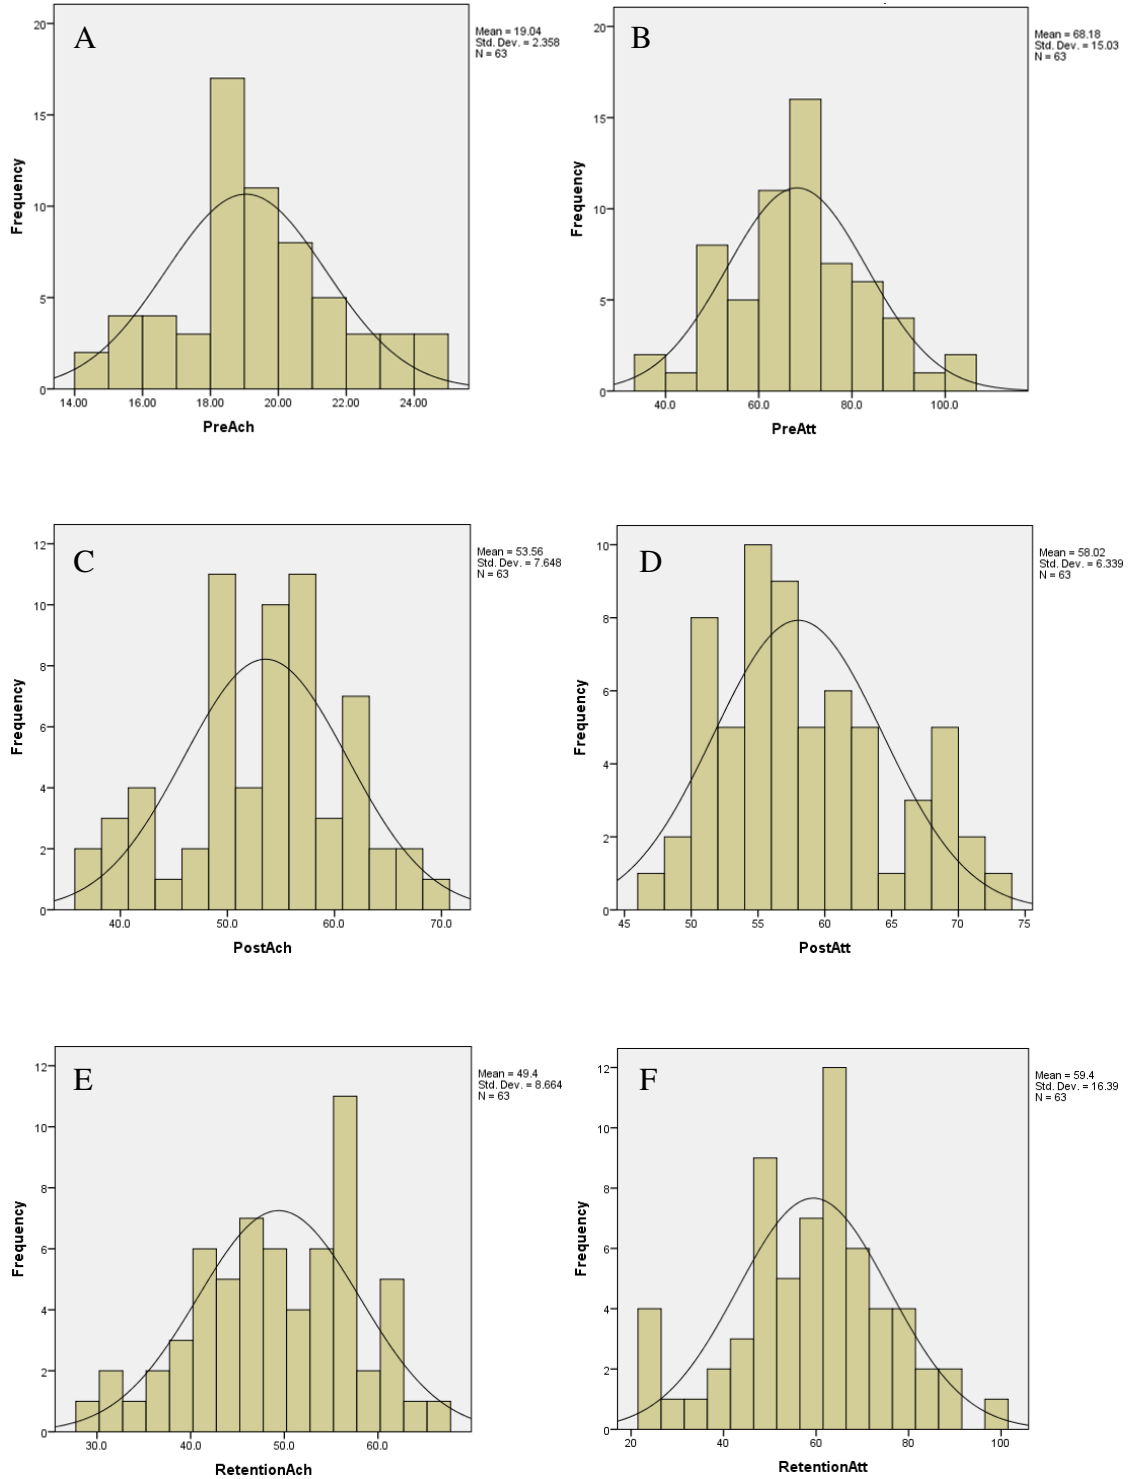 A
Mean = 19.04
Std. Dev. = 2.358
N = 63
20
15
10
5
0
Frequency
14.00 16.00 18.00 20.00 22.00 24.00
PreAch
B
Mean = 68.18
Std. Dev. = 15.03
N = 63
20
15
10
5
0
Frequency
40.0 60.0 80.0 100.0
PreAtt
C
Mean = 53.56
Std. Dev. = 7.648
N = 63
12
10
8
6
4
2
0
Frequency
40.0 50.0 60.0 70.0
PostAch
D
Mean = 58.02
Std. Dev. = 6.339
N = 63
10
8
6
4
2
0
Frequency
45 50 55 60 65 70 75
PostAtt
E
Mean = 49.4
Std. Dev. = 8.664
N = 63
12
10
8
6
4
2
0
Frequency
30.0 40.0 50.0 60.0
RetentionAch
F
Mean = 59.4
Std. Dev. = 16.39
N = 63
12
10
8
6
4
2
0
Frequency
20 40 60 80 100
RetentionAtt